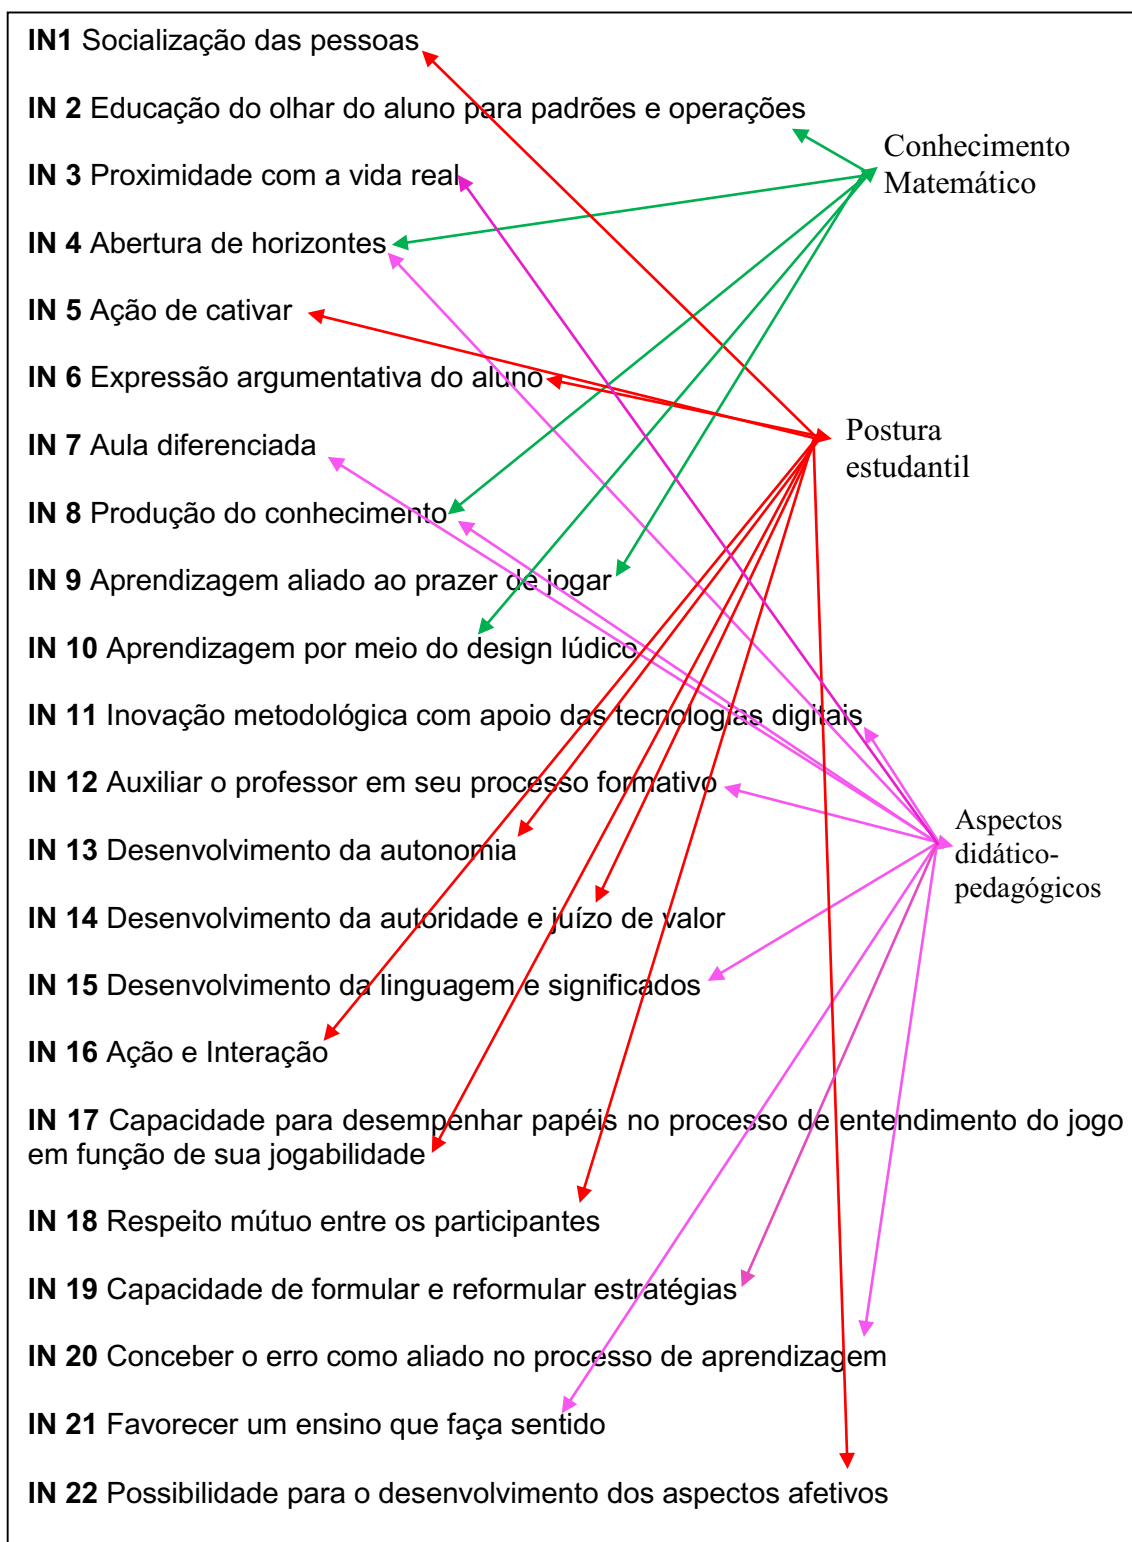 IN1 Socialização das pessoas
IN 2 Educação do olhar do aluno para padrões e operações
Conhecimento
Matemático
IN 3 Proximidade com a vida real
IN 4 Abertura de horizontes
IN 5 Ação de cativar
IN 6 Expressão argumentativa do aluno
Postura
estudantil
IN 7 Aula diferenciada
IN 8 Produção do conhecimento
IN 9 Aprendizagem aliado ao prazer de jogar
IN 10 Aprendizagem por meio do design lúdico
IN 11 Inovação metodológica com apoio das tecnologias digitais
IN 12 Auxiliar o professor em seu processo formativo
Aspectos
didático-
pedagógicos
IN 13 Desenvolvimento da autonomia
IN 14 Desenvolvimento da autoridade e juízo de valor
IN 15 Desenvolvimento da linguagem e significados
IN 16 Ação e Interação
IN 17 Capacidade para desempenhar papéis no processo de entendimento do jogo
em função de sua jogabilidade
IN 18 Respeito mútuo entre os participantes
IN 19 Capacidade de formular e reformular estratégias
IN 20 Conceber o erro como aliado no processo de aprendizagem
IN 21 Favorecer um ensino que faça sentido
IN 22 Possibilidade para o desenvolvimento dos aspectos afetivos